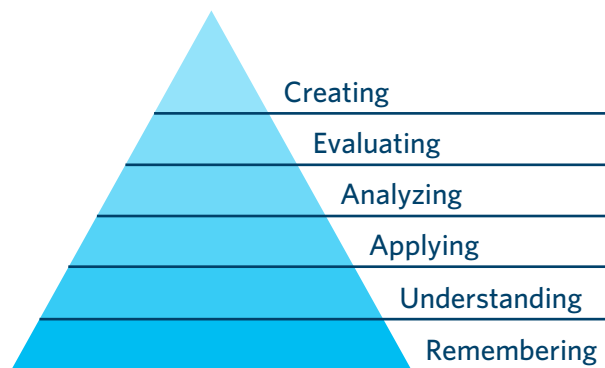 Creating
Evaluating
Analyzing
Applying
Understanding
Remembering